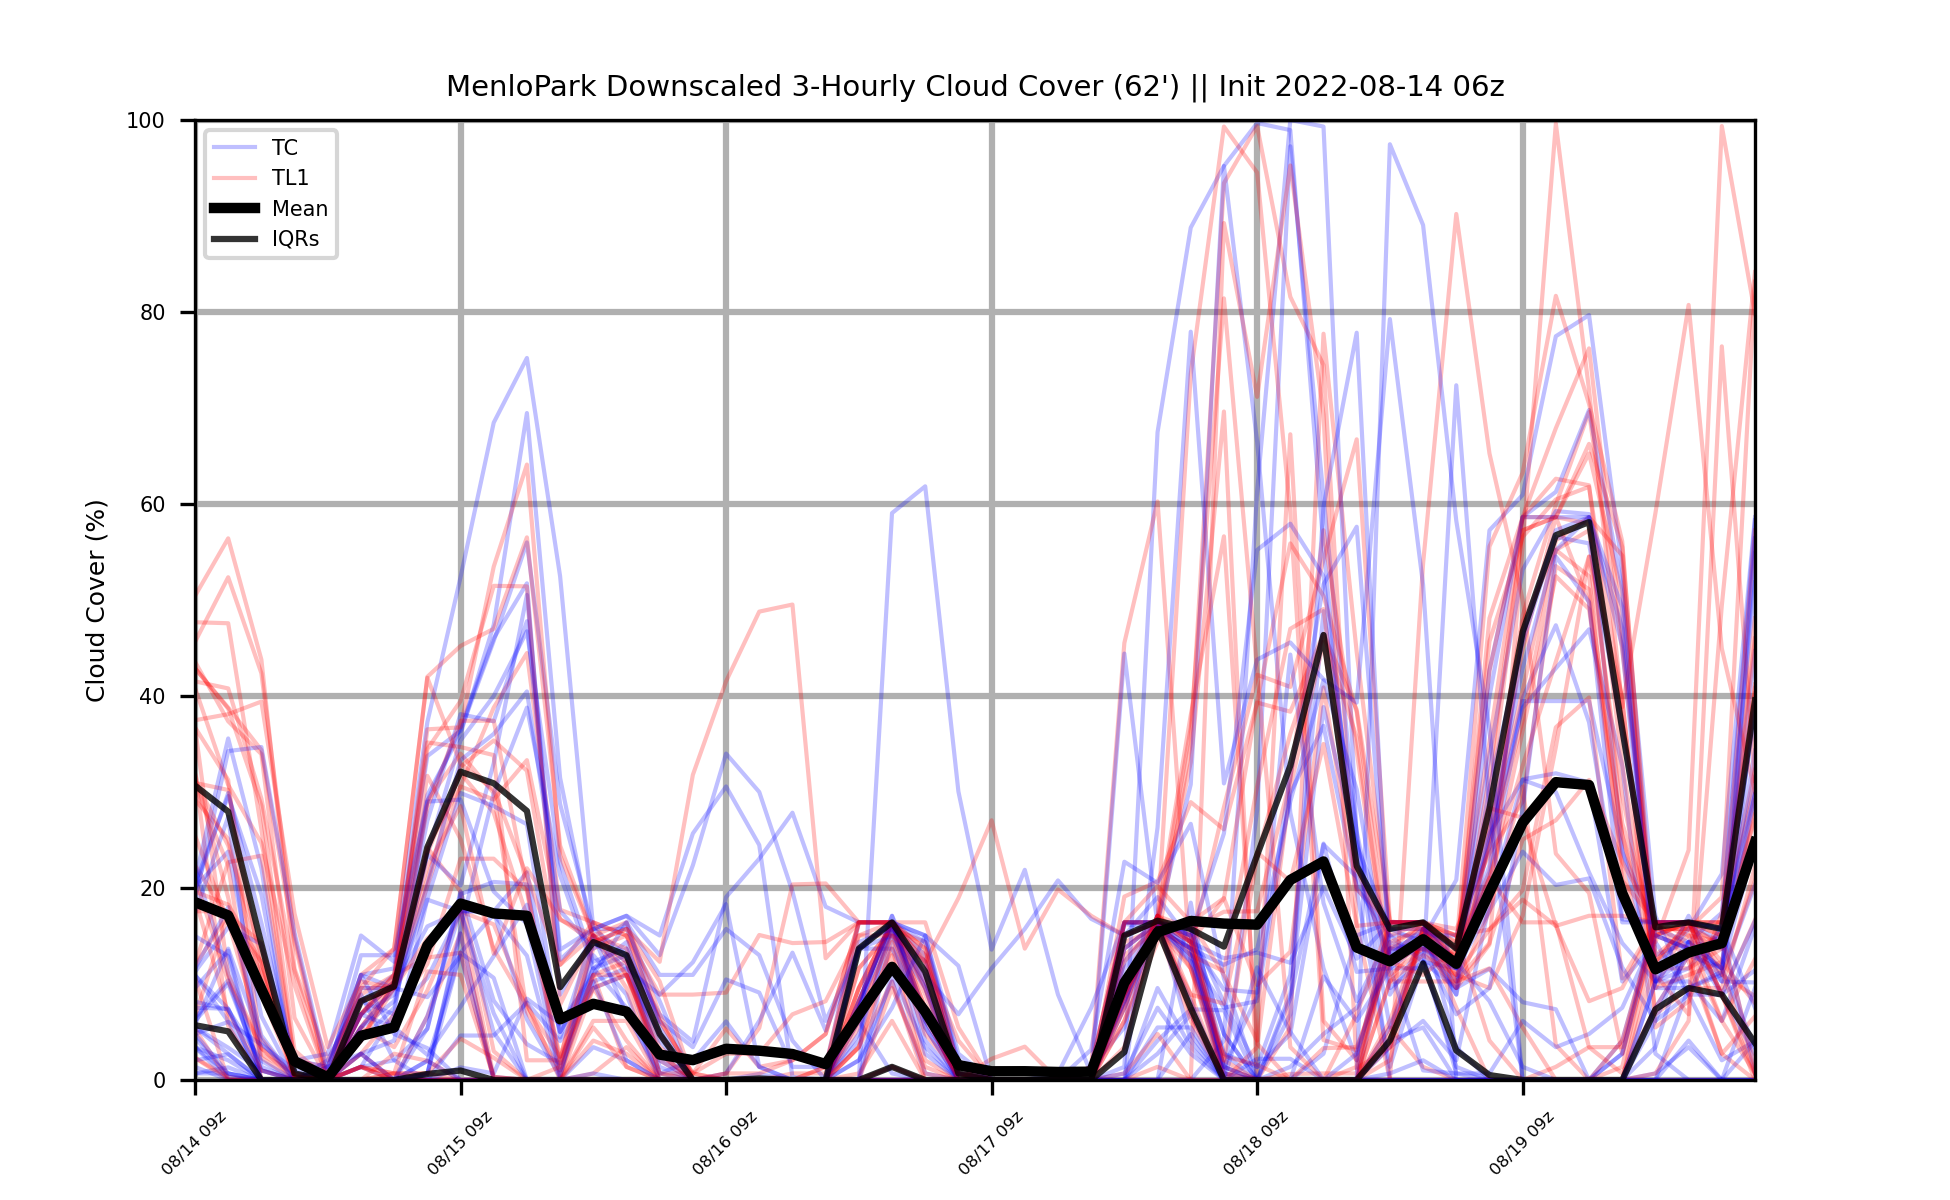 MenloPark Downscaled 3-Hourly Cloud Cover (62') || Init 2022-08-14 06z
100
80
60
40
20
0
Cloud Cover (%)
TC
TL1
Mean
IQRs
08/14 09z
08/15 09z
08/16 09z
08/17 09z
08/18 09z
08/19 09z